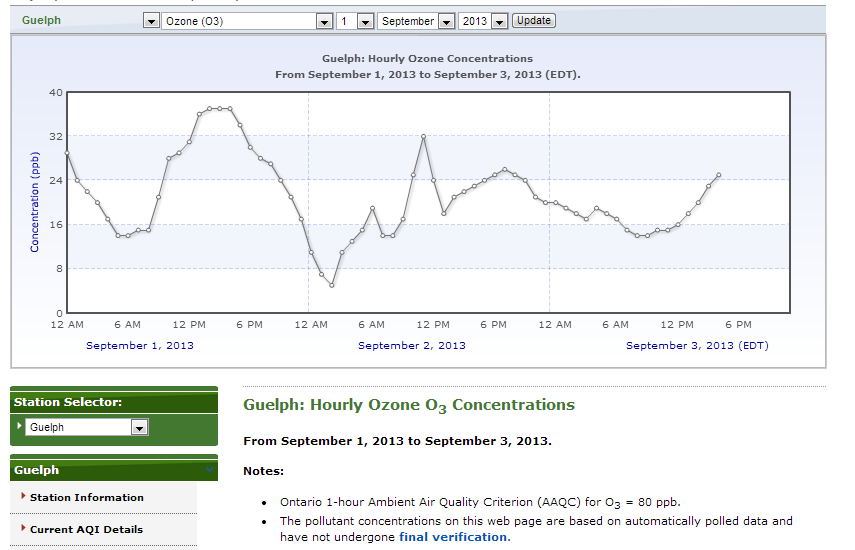 Guelph Ozone (O3) 1 September 2013 Update
Guelph: Hourly Ozone Concentrations
From September 1, 2013 to September 3, 2013 (EDT).
Concentration (ppb)
40
32
24
16
8
0
12 AM 6 AM 12 PM 6 PM 12 AM 6 AM 12 PM 6 PM 12 AM 6 AM 12 PM 6 PM
September 1, 2013 September 2, 2013 September 3, 2013 (EDT)
Station Selector:
Guelph
Guelph
Station Information
Current AQI Details
Guelph: Hourly Ozone O3 Concentrations
From September 1, 2013 to September 3, 2013.
Notes:
• Ontario 1-hour Ambient Air Quality Criterion (AAQC) for O3 = 80 ppb.
• The pollutant concentrations on this web page are based on automatically polled data and
have not undergone final verification.